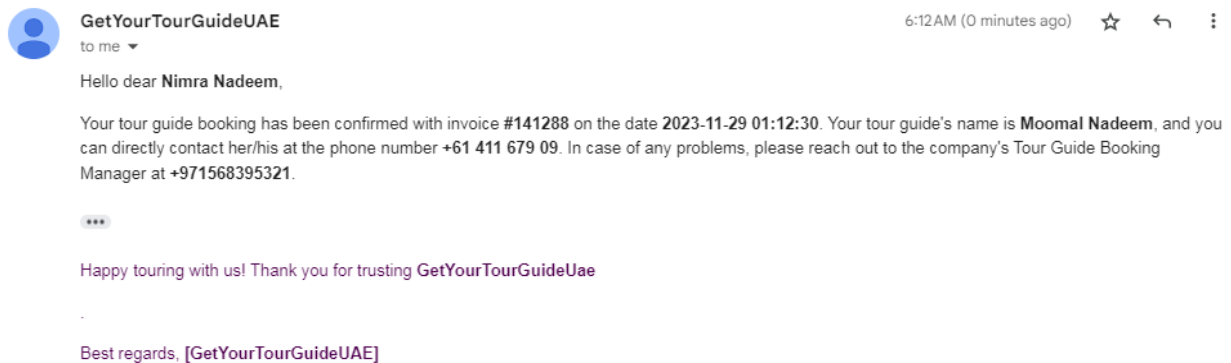 GetYourTourGuideUAE
6:12 AM (0 minutes ago)
to me
Hello dear Nimra Nadeem,
Your tour guide booking has been confirmed with invoice #141288 on the date 2023-11-29 01:12:30. Your tour guide's name is Moomal Nadeem, and you
can directly contact her/his at the phone number +61 411 679 09. In case of any problems, please reach out to the company's Tour Guide Booking
Manager at +971568395321.
Happy touring with us! Thank you for trusting GetYourTourGuideUae
.
Best regards, [GetYourTourGuideUAE]